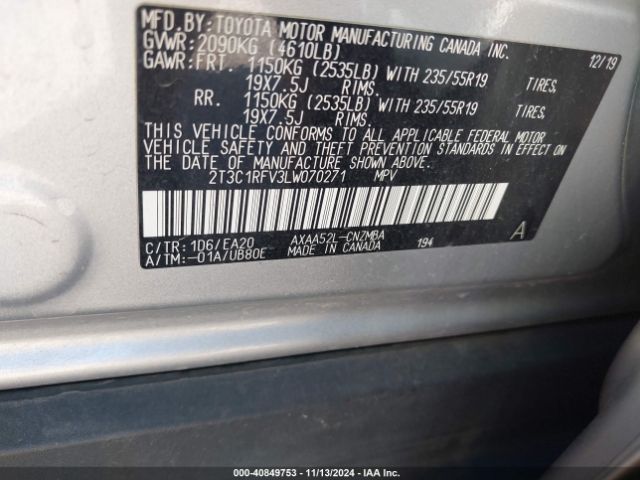 MFD. BY: TOYOTA MOTOR MANUFACTURING CANADA INC.
GVWR: 2090KG (4610LB) 12/19
GAWR: FRT. 1150KG (2535LB) WITH 235/55R19 TIRES,
19X7.5J RIMS,
RR. 1150KG (2535LB) WITH 235/55R19 TIRES,
19X7.5J RIMS,
THIS VEHICLE CONFORMS TO ALL APPLICABLE FEDERAL MOTOR
VEHICLE SAFETY AND THEFT PREVENTION STANDARDS IN EFFECT ON
THE DATE OF MANUFACTURE SHOWN ABOVE.
2T3C1RFV3LW070271 MPV
C/TR: 1D6/EA20 AXAA52L-CNZMBA 194 A
A/TM: -01A/UB80E MADE IN CANADA
000-40849753 - 11/13/2024 - IAAI.COM